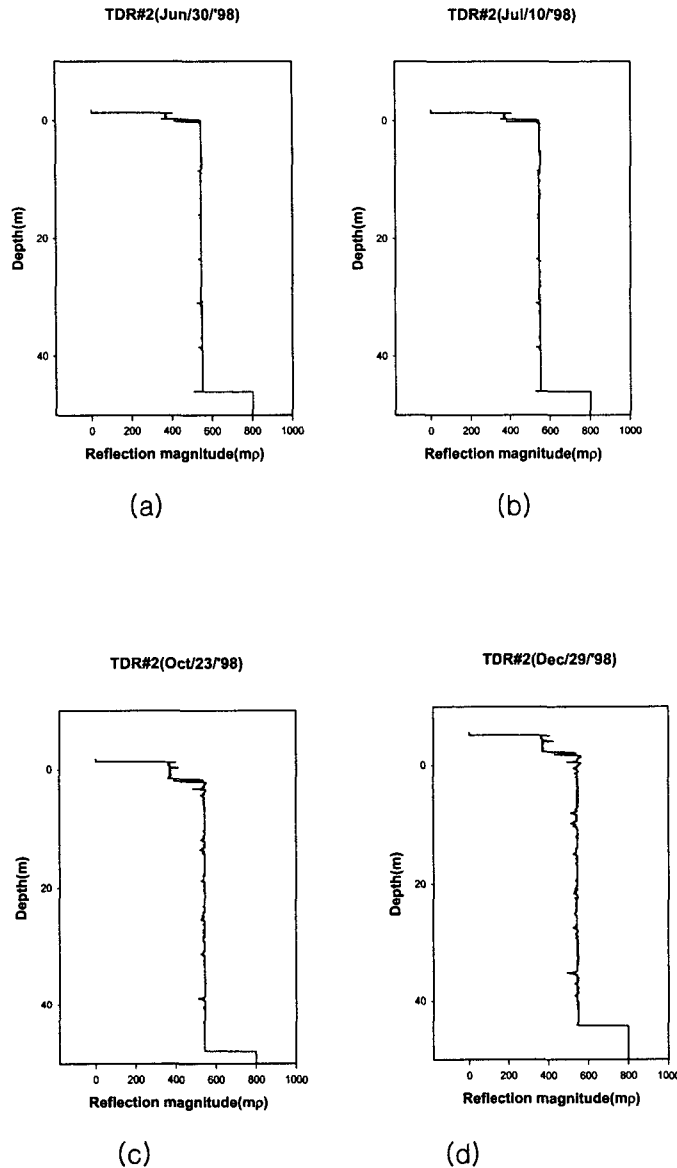 TDR#2(Jun/30/'98)
TDR#2(Jul/10/'98)
0
20
40
Depth(m)
0 200 400 600 800 1000
Reflection magnitude(mρ)
(a)
0
20
40
Depth(m)
0 200 400 600 800 1000
Reflection magnitude(mρ)
(b)
TDR#2(Oct/23/'98)
TDR#2(Dec/29/'98)
0
20
40
Depth(m)
0 200 400 600 800 1000
Reflection magnitude(mρ)
(c)
0
20
40
Depth(m)
0 200 400 600 800 1000
Reflection magnitude(mρ)
(d)